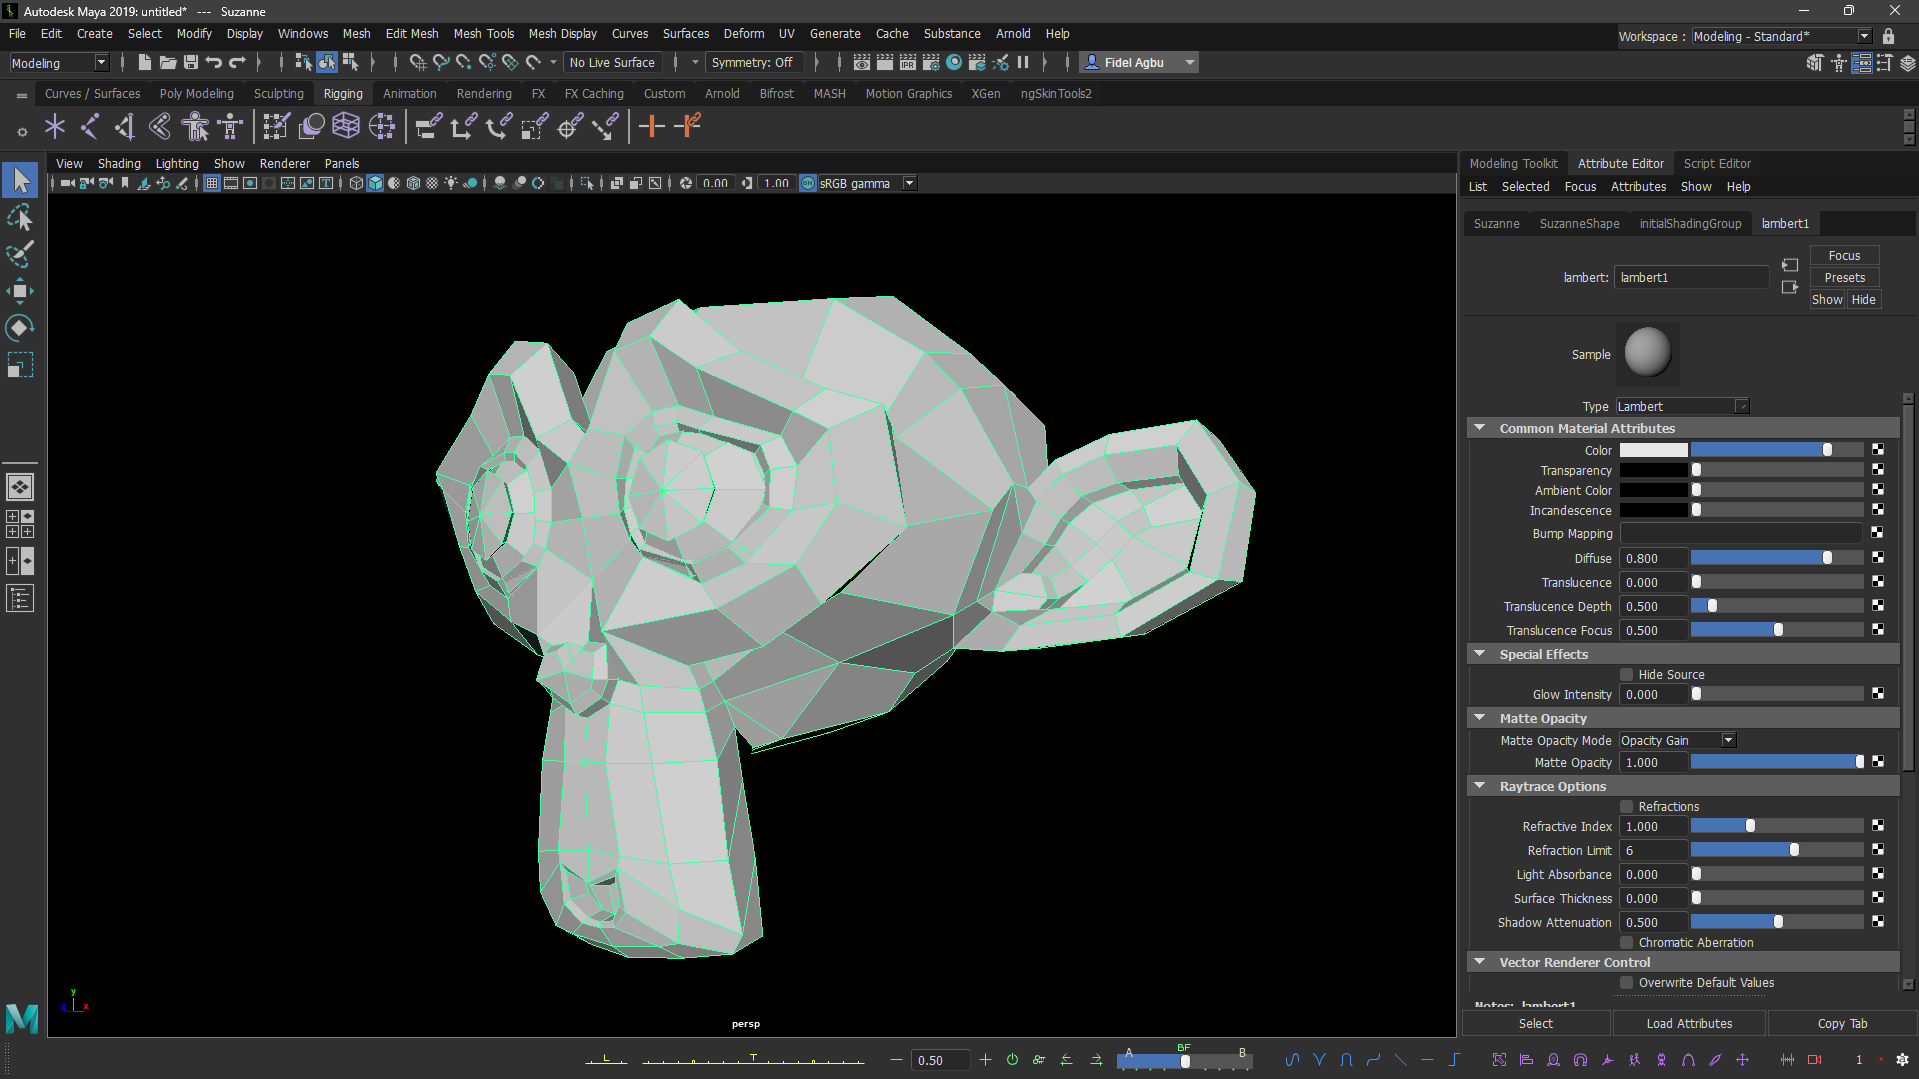 Autodesk Maya 2019: untitled*   ---   Suzanne
File Edit Create Select Modify Display Windows Mesh Edit Mesh Mesh Tools Mesh Display Curves Surfaces Deform UV Generate Cache Substance Arnold Help
Workspace : Modeling - Standard*
Modeling No Live Surface Symmetry: Off IPR Fidel Agbu
Curves / Surfaces Poly Modeling Sculpting Rigging Animation Rendering FX FX Caching Custom Arnold Bifrost MASH Motion Graphics XGen ngSkinTools2
View Shading Lighting Show Renderer Panels
0.00 1.00 ON sRGB gamma
Modeling Toolkit Attribute Editor Script Editor
List Selected Focus Attributes Show Help
Suzanne SuzanneShape initialShadingGroup lambert1
Focus
lambert: lambert1
Presets
Show Hide
Sample
Type Lambert
Common Material Attributes
Color
Transparency
Ambient Color
Incandescence
Bump Mapping
Diffuse 0.800
Translucence 0.000
Translucence Depth 0.500
Translucence Focus 0.500
Special Effects
Hide Source
Glow Intensity 0.000
Matte Opacity
Matte Opacity Mode Opacity Gain
Matte Opacity 1.000
Raytrace Options
Refractions
Refractive Index 1.000
Refraction Limit 6
Light Absorbance 0.000
Surface Thickness 0.000
Shadow Attenuation 0.500
Chromatic Aberration
Vector Renderer Control
Overwrite Default Values
Notes: lambert1
Select Load Attributes Copy Tab
y
z x
persp
L T 0.50 A BF B 1
M